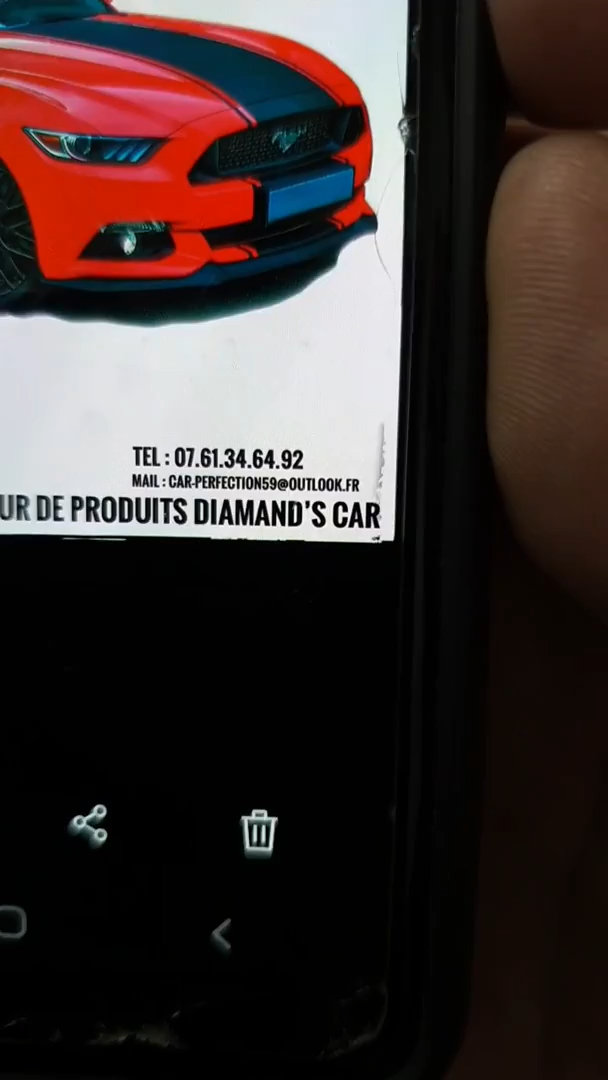 TEL : 07.61.34.64.92
MAIL : CAR-PERFECTION59@OUTLOOK.FR
UR DE PRODUITS DIAMAND'S CAR